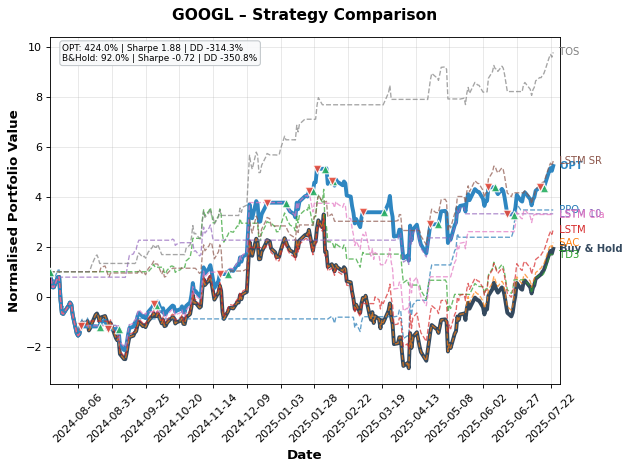 GOOGL – Strategy Comparison
OPT: 424.0% | Sharpe 1.88 | DD -314.3%
B&Hold: 92.0% | Sharpe -0.72 | DD -350.8%
Normalised Portfolio Value
10
8
6
4
2
0
−2
TOS
LSTM SR
OPT
PPO
LSTM
SAC
Buy & Hold
TD3
2024-08-06
2024-08-31
2024-09-25
2024-10-20
2024-11-14
2024-12-09
2025-01-03
2025-01-28
2025-02-22
2025-03-19
2025-04-13
2025-05-08
2025-06-02
2025-06-27
2025-07-22
Date